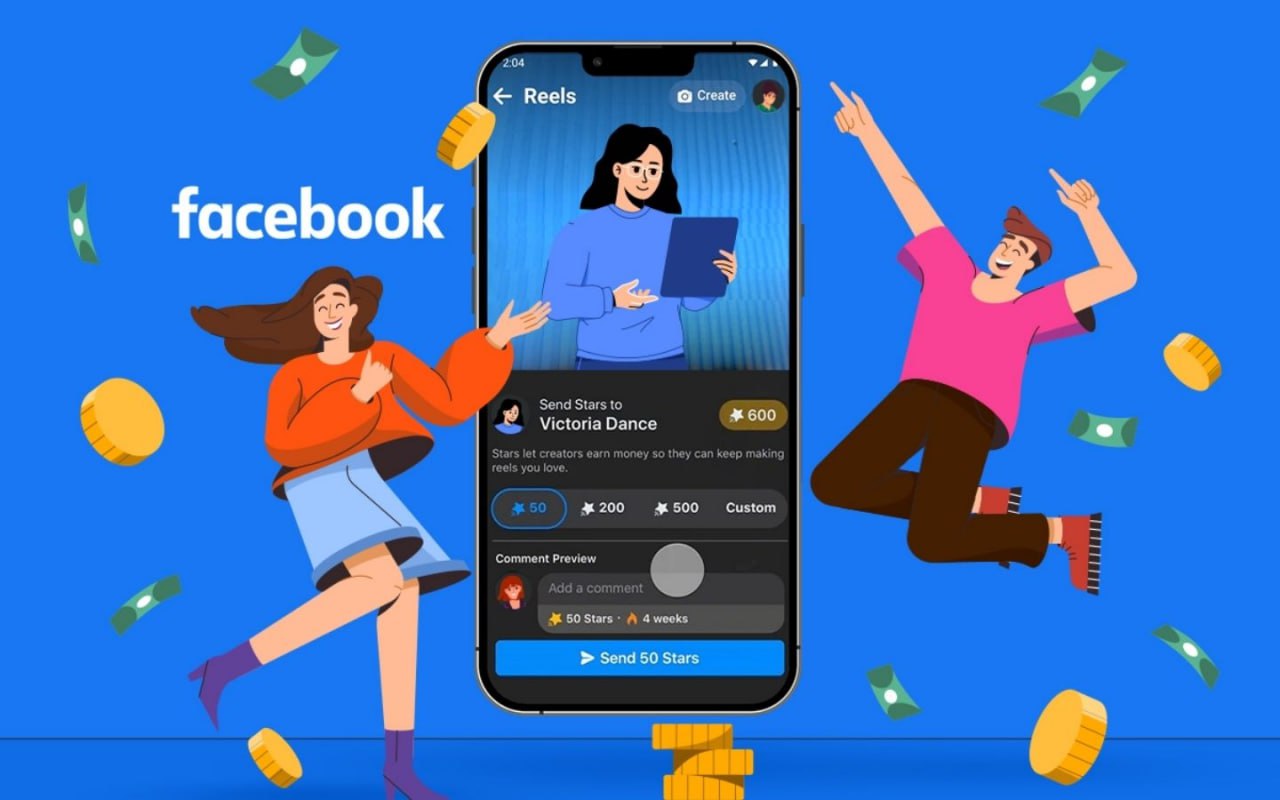 2:04
Reels
Create
facebook
Send Stars to
Victoria Dance
600
Stars let creators earn money so they can keep making
reels you love.
50 200 500 Custom
Comment Preview
Add a comment
50 Stars · 4 weeks
Send 50 Stars